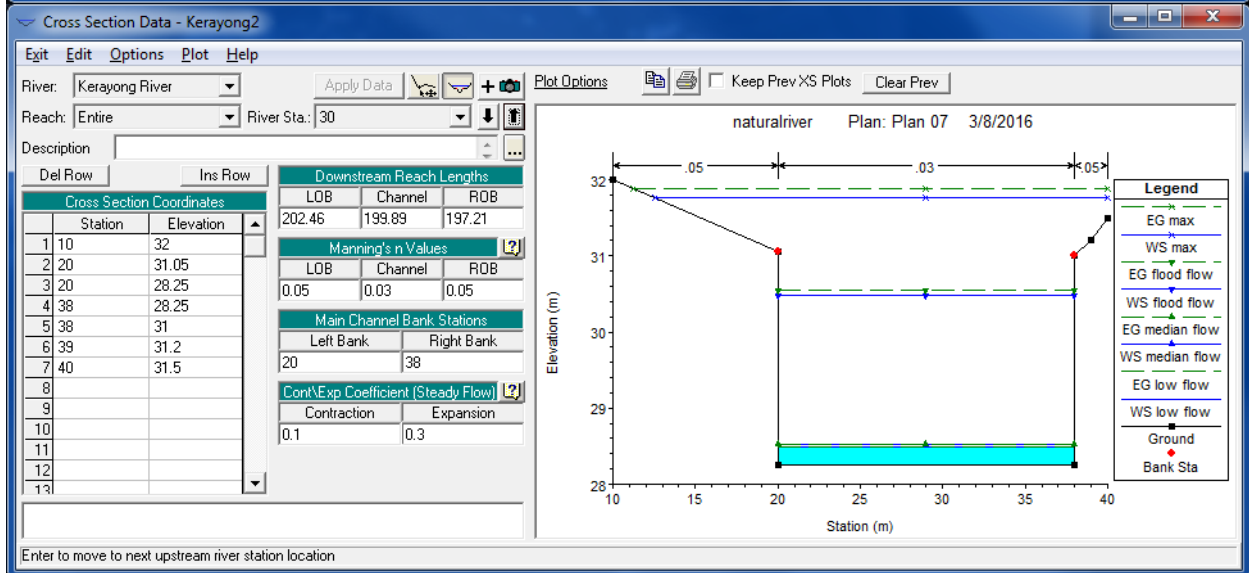 Cross Section Data - Kerayong2
Exit Edit Options Plot Help
River: Kerayong River Apply Data Plot Options Keep Prev XS Plots Clear Prev
Reach: Entire River Sta.: 30
Description ...
Del Row Ins Row
Cross Section Coordinates
Station Elevation
1 10 32
2 20 31.05
3 20 28.25
4 38 28.25
5 38 31
6 39 31.2
7 40 31.5
8
9
10
11
12
13
Downstream Reach Lengths
LOB Channel ROB
202.46 199.89 197.21
Manning's n Values
LOB Channel ROB
0.05 0.03 0.05
Main Channel Bank Stations
Left Bank Right Bank
20 38
Cont\Exp Coefficient (Steady Flow)
Contraction Expansion
0.1 0.3
naturalriver Plan: Plan 07 3/8/2016
.05 .03 .05
32
31
30
29
28
Elevation (m)
10 15 20 25 30 35 40
Station (m)
Legend
EG max
WS max
EG flood flow
WS flood flow
EG median flow
WS median flow
EG low flow
WS low flow
Ground
Bank Sta
Enter to move to next upstream river station location